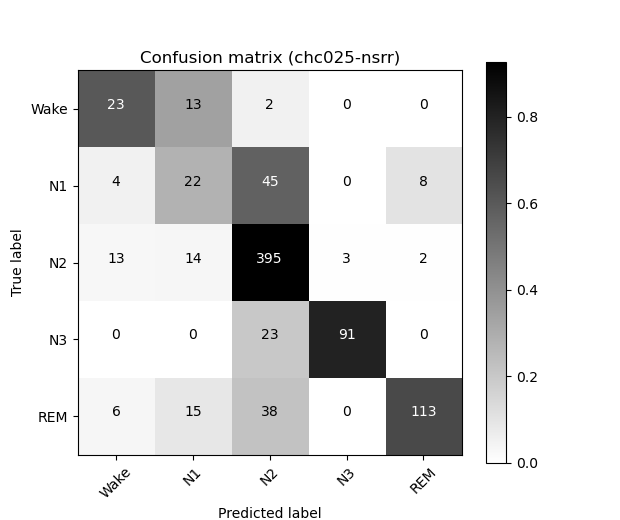 Confusion matrix (chc025-nsrr)
Wake 23 13 2 0 0
N1 4 22 45 0 8
N2 13 14 395 3 2
N3 0 0 23 91 0
REM 6 15 38 0 113
Wake N1 N2 N3 REM
Predicted label
True label
0.8
0.6
0.4
0.2
0.0